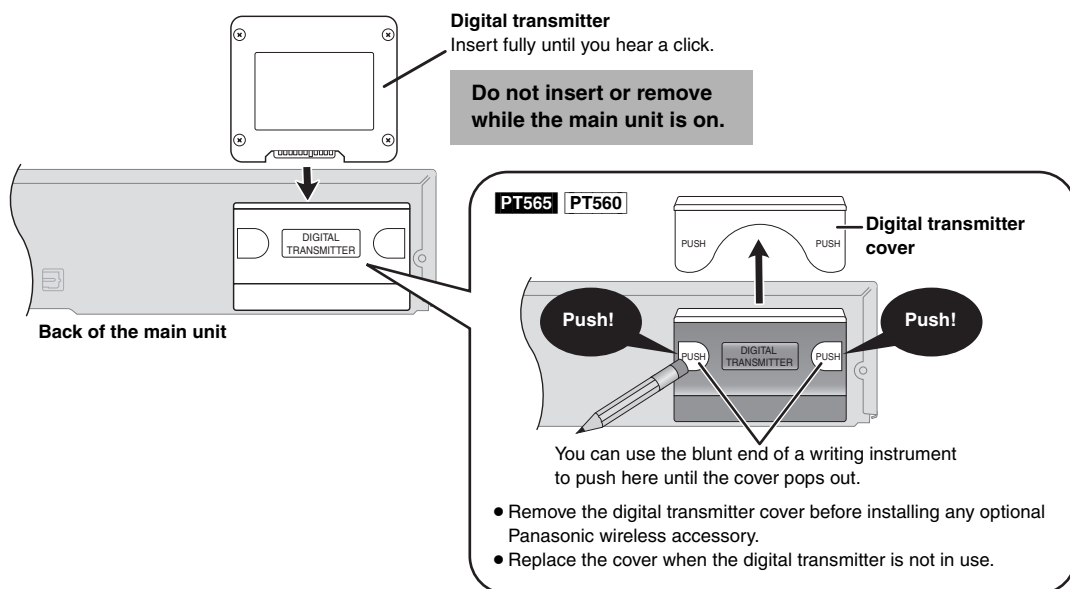 Digital transmitter
Insert fully until you hear a click.
Do not insert or remove
while the main unit is on.
DIGITAL
TRANSMITTER
Back of the main unit
PT565 PT560
PUSH PUSH
Digital transmitter
cover
Push! Push!
PUSH DIGITAL TRANSMITTER PUSH
You can use the blunt end of a writing instrument
to push here until the cover pops out.
● Remove the digital transmitter cover before installing any optional
Panasonic wireless accessory.
● Replace the cover when the digital transmitter is not in use.